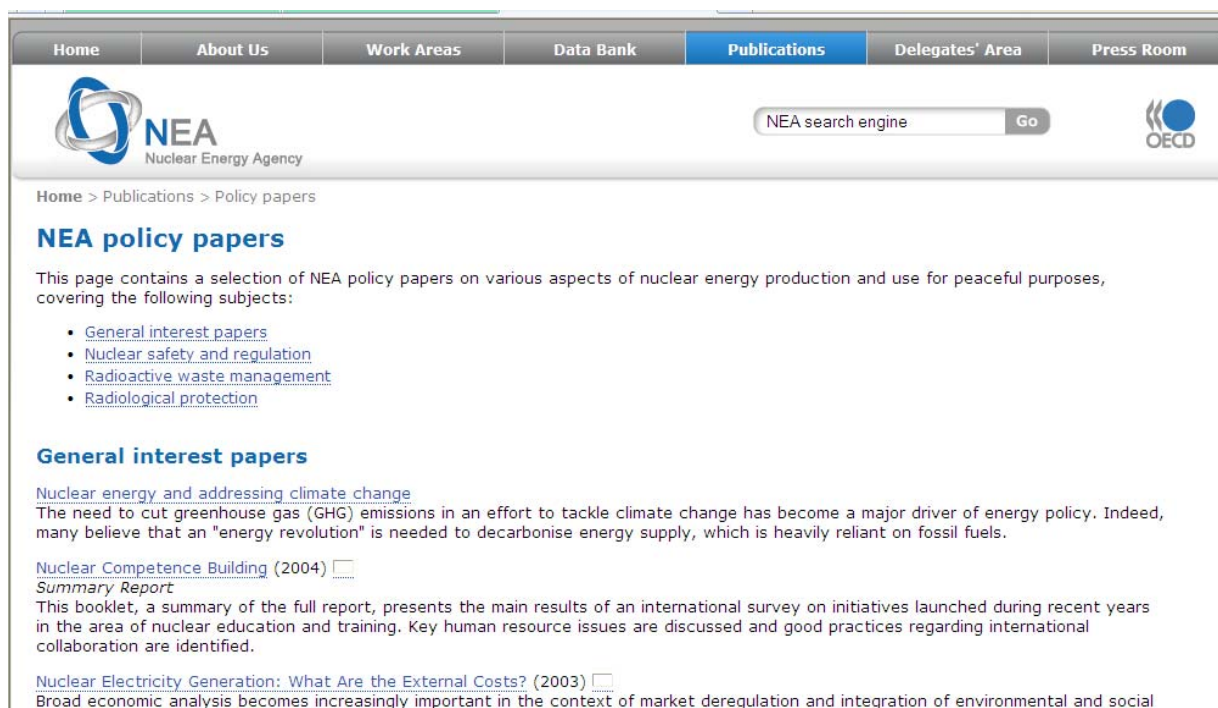 Home About Us Work Areas Data Bank Publications Delegates' Area Press Room
NEA
Nuclear Energy Agency
NEA search engine Go
OECD
Home > Publications > Policy papers
NEA policy papers
This page contains a selection of NEA policy papers on various aspects of nuclear energy production and use for peaceful purposes,
covering the following subjects:
• General interest papers
• Nuclear safety and regulation
• Radioactive waste management
• Radiological protection
General interest papers
Nuclear energy and addressing climate change
The need to cut greenhouse gas (GHG) emissions in an effort to tackle climate change has become a major driver of energy policy. Indeed,
many believe that an "energy revolution" is needed to decarbonise energy supply, which is heavily reliant on fossil fuels.
Nuclear Competence Building (2004)
Summary Report
This booklet, a summary of the full report, presents the main results of an international survey on initiatives launched during recent years
in the area of nuclear education and training. Key human resource issues are discussed and good practices regarding international
collaboration are identified.
Nuclear Electricity Generation: What Are the External Costs? (2003)
Broad economic analysis becomes increasingly important in the context of market deregulation and integration of environmental and social